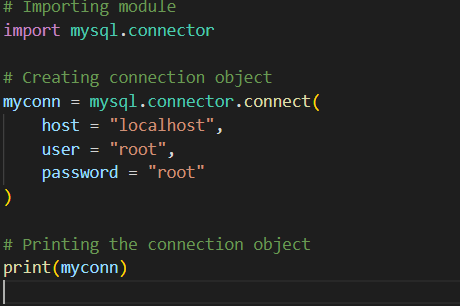 # Importing module
import mysql.connector

# Creating connection object
myconn = mysql.connector.connect(
    host = "localhost",
    user = "root",
    password = "root"
)

# Printing the connection object
print(myconn)